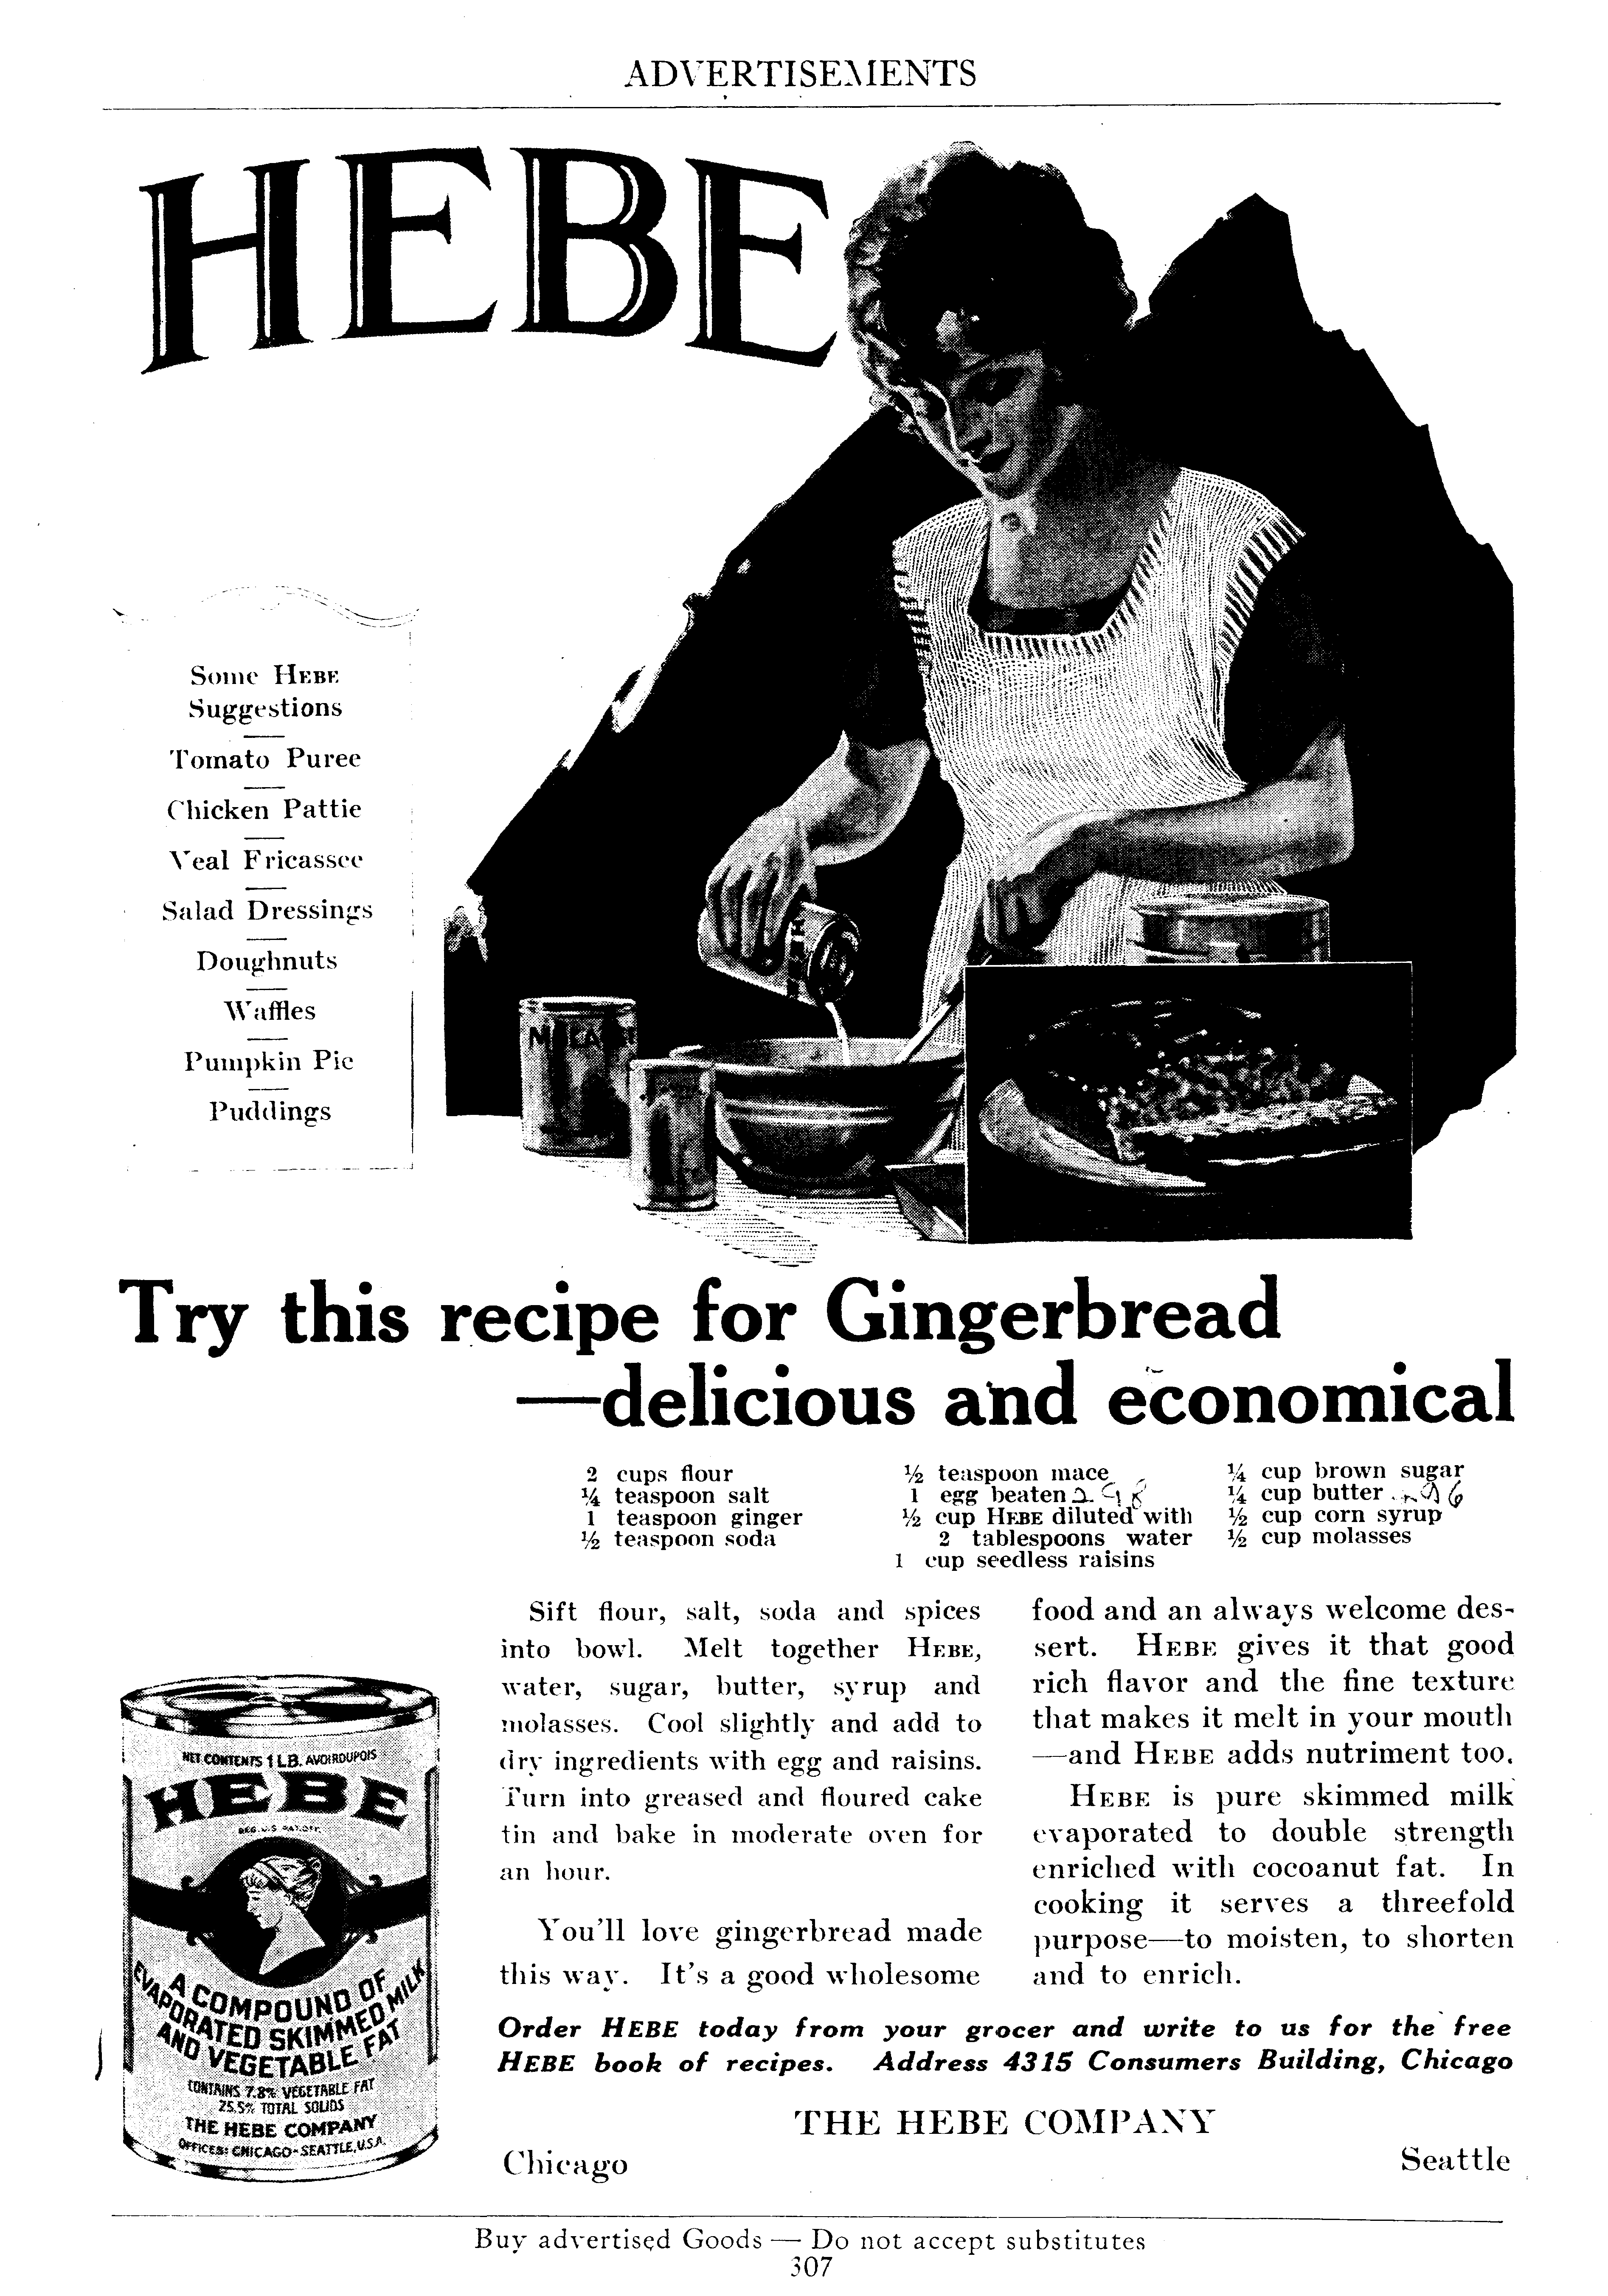 ADVERTISEMENTS
HEBE
Some HEBE
Suggestions
Tomato Puree
Chicken Pattie
Veal Fricassee
Salad Dressings
Doughnuts
Waffles
Pumpkin Pie
Puddings
Try this recipe for Gingerbread
—delicious and economical
2 cups flour
¼ teaspoon salt
1 teaspoon ginger
½ teaspoon soda
½ teaspoon mace
1 egg beaten
½ cup HEBE diluted with
2 tablespoons water
1 cup seedless raisins
¼ cup brown sugar
¼ cup butter
½ cup corn syrup
½ cup molasses
Sift flour, salt, soda and spices
into bowl. Melt together HEBE,
water, sugar, butter, syrup and
molasses. Cool slightly and add to
dry ingredients with egg and raisins.
Turn into greased and floured cake
tin and bake in moderate oven for
an hour.
You'll love gingerbread made
this way. It's a good wholesome
food and an always welcome des-
sert. HEBE gives it that good
rich flavor and the fine texture
that makes it melt in your mouth
—and HEBE adds nutriment too.
HEBE is pure skimmed milk
evaporated to double strength
enriched with cocoanut fat. In
cooking it serves a threefold
purpose—to moisten, to shorten
and to enrich.
NET CONTENTS 1 LB. AVOIRDUPOIS
HEBE
REG. U.S. PAT. OFF.
A COMPOUND OF
EVAPORATED SKIMMED MILK
AND VEGETABLE FAT
CONTAINS 7.8% VEGETABLE FAT
25.5% TOTAL SOLIDS
THE HEBE COMPANY
OFFICES: CHICAGO-SEATTLE, U.S.A.
Order HEBE today from your grocer and write to us for the free
HEBE book of recipes. Address 4315 Consumers Building, Chicago
THE HEBE COMPANY
Chicago Seattle
Buy advertised Goods — Do not accept substitutes
307